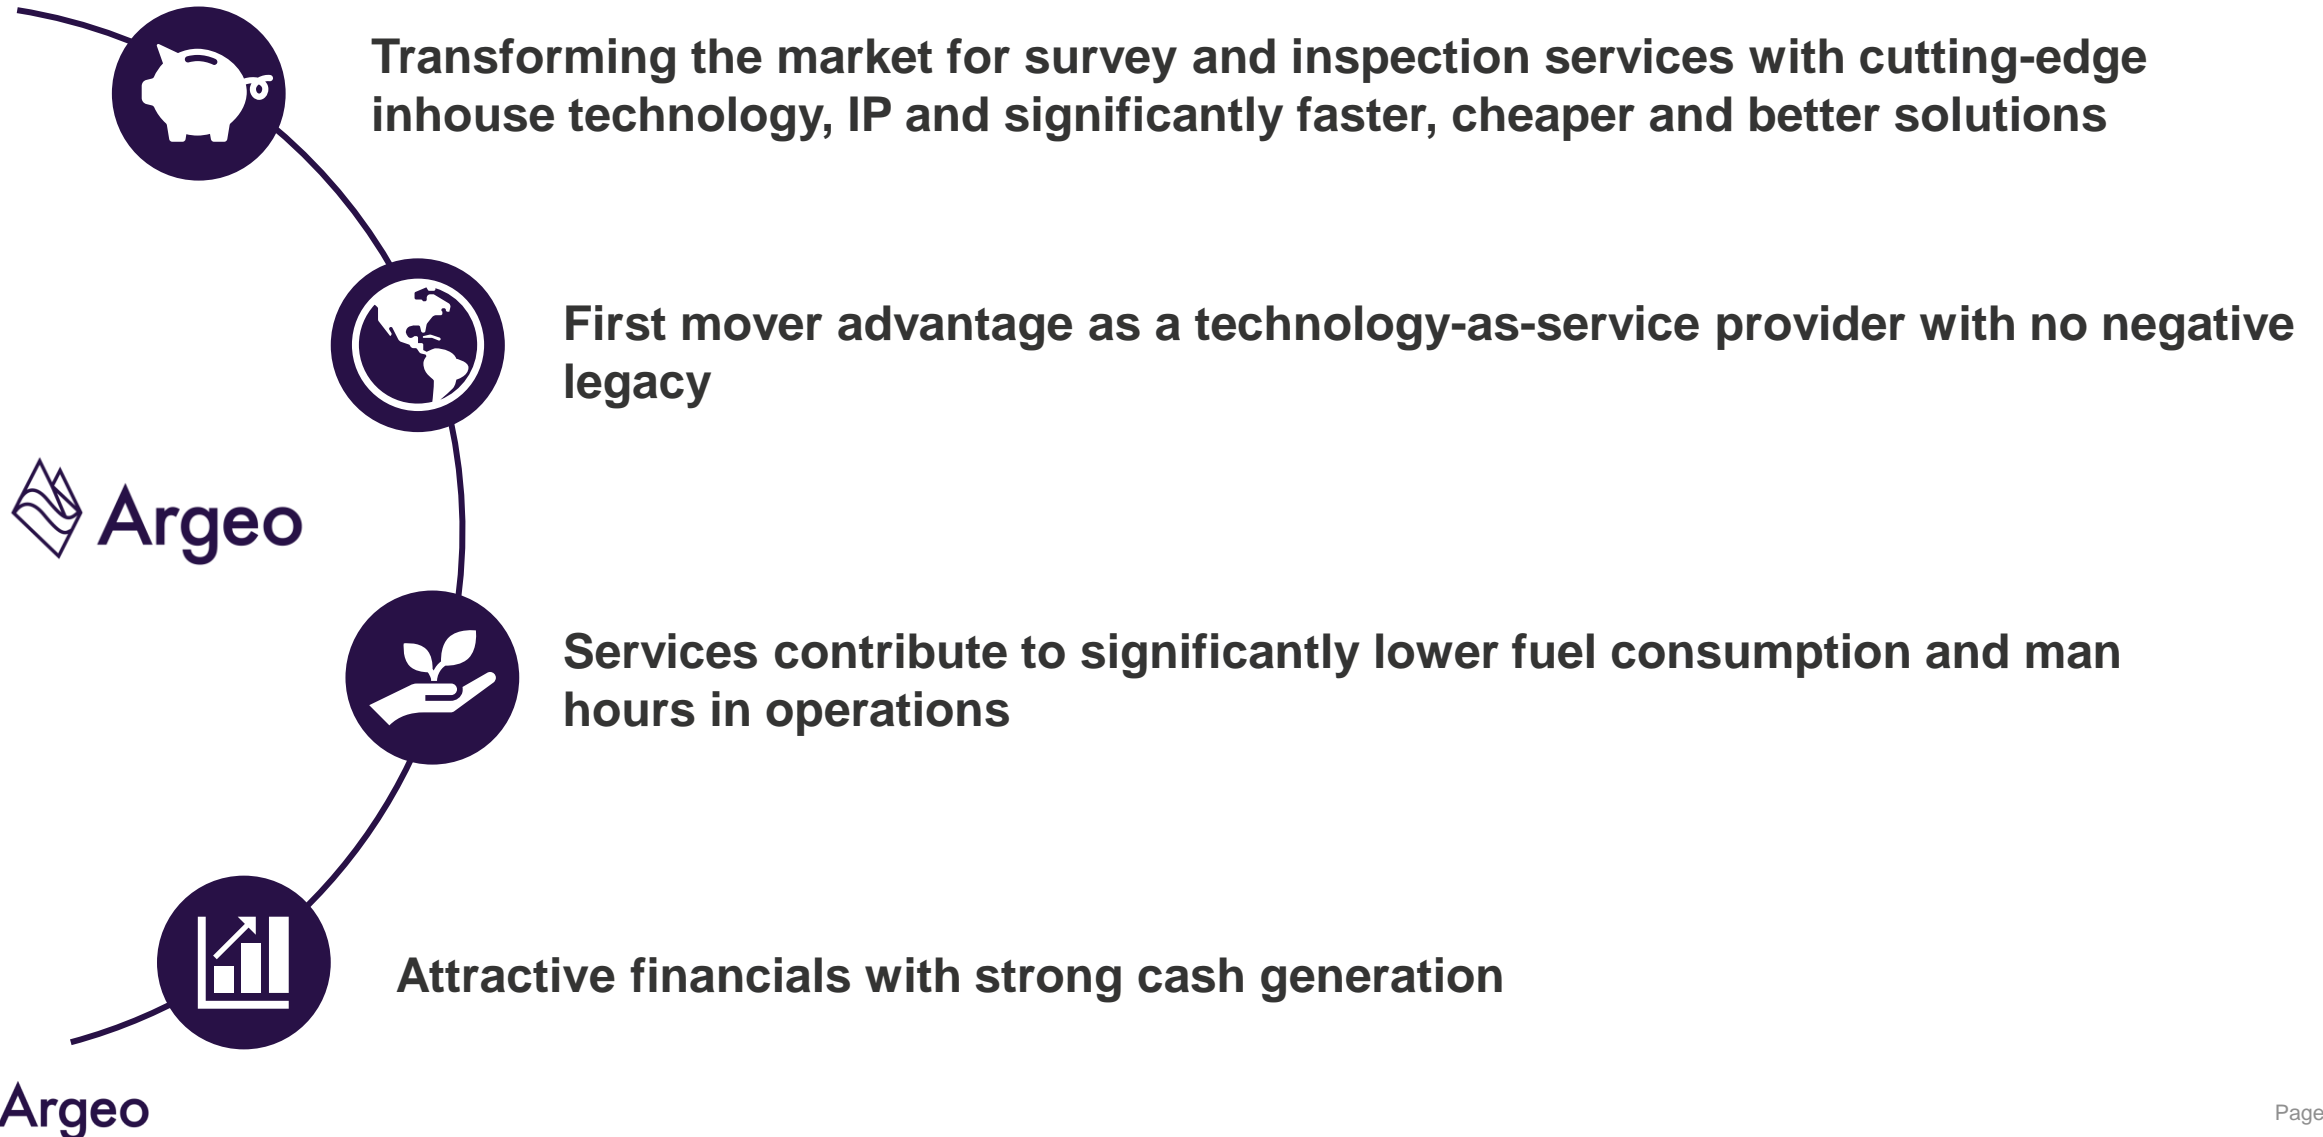 Transforming the market for survey and inspection services with cutting-edge
inhouse technology, IP and significantly faster, cheaper and better solutions
First mover advantage as a technology-as-service provider with no negative
legacy
Argeo
Services contribute to significantly lower fuel consumption and man
hours in operations
Attractive financials with strong cash generation
Argeo
Page